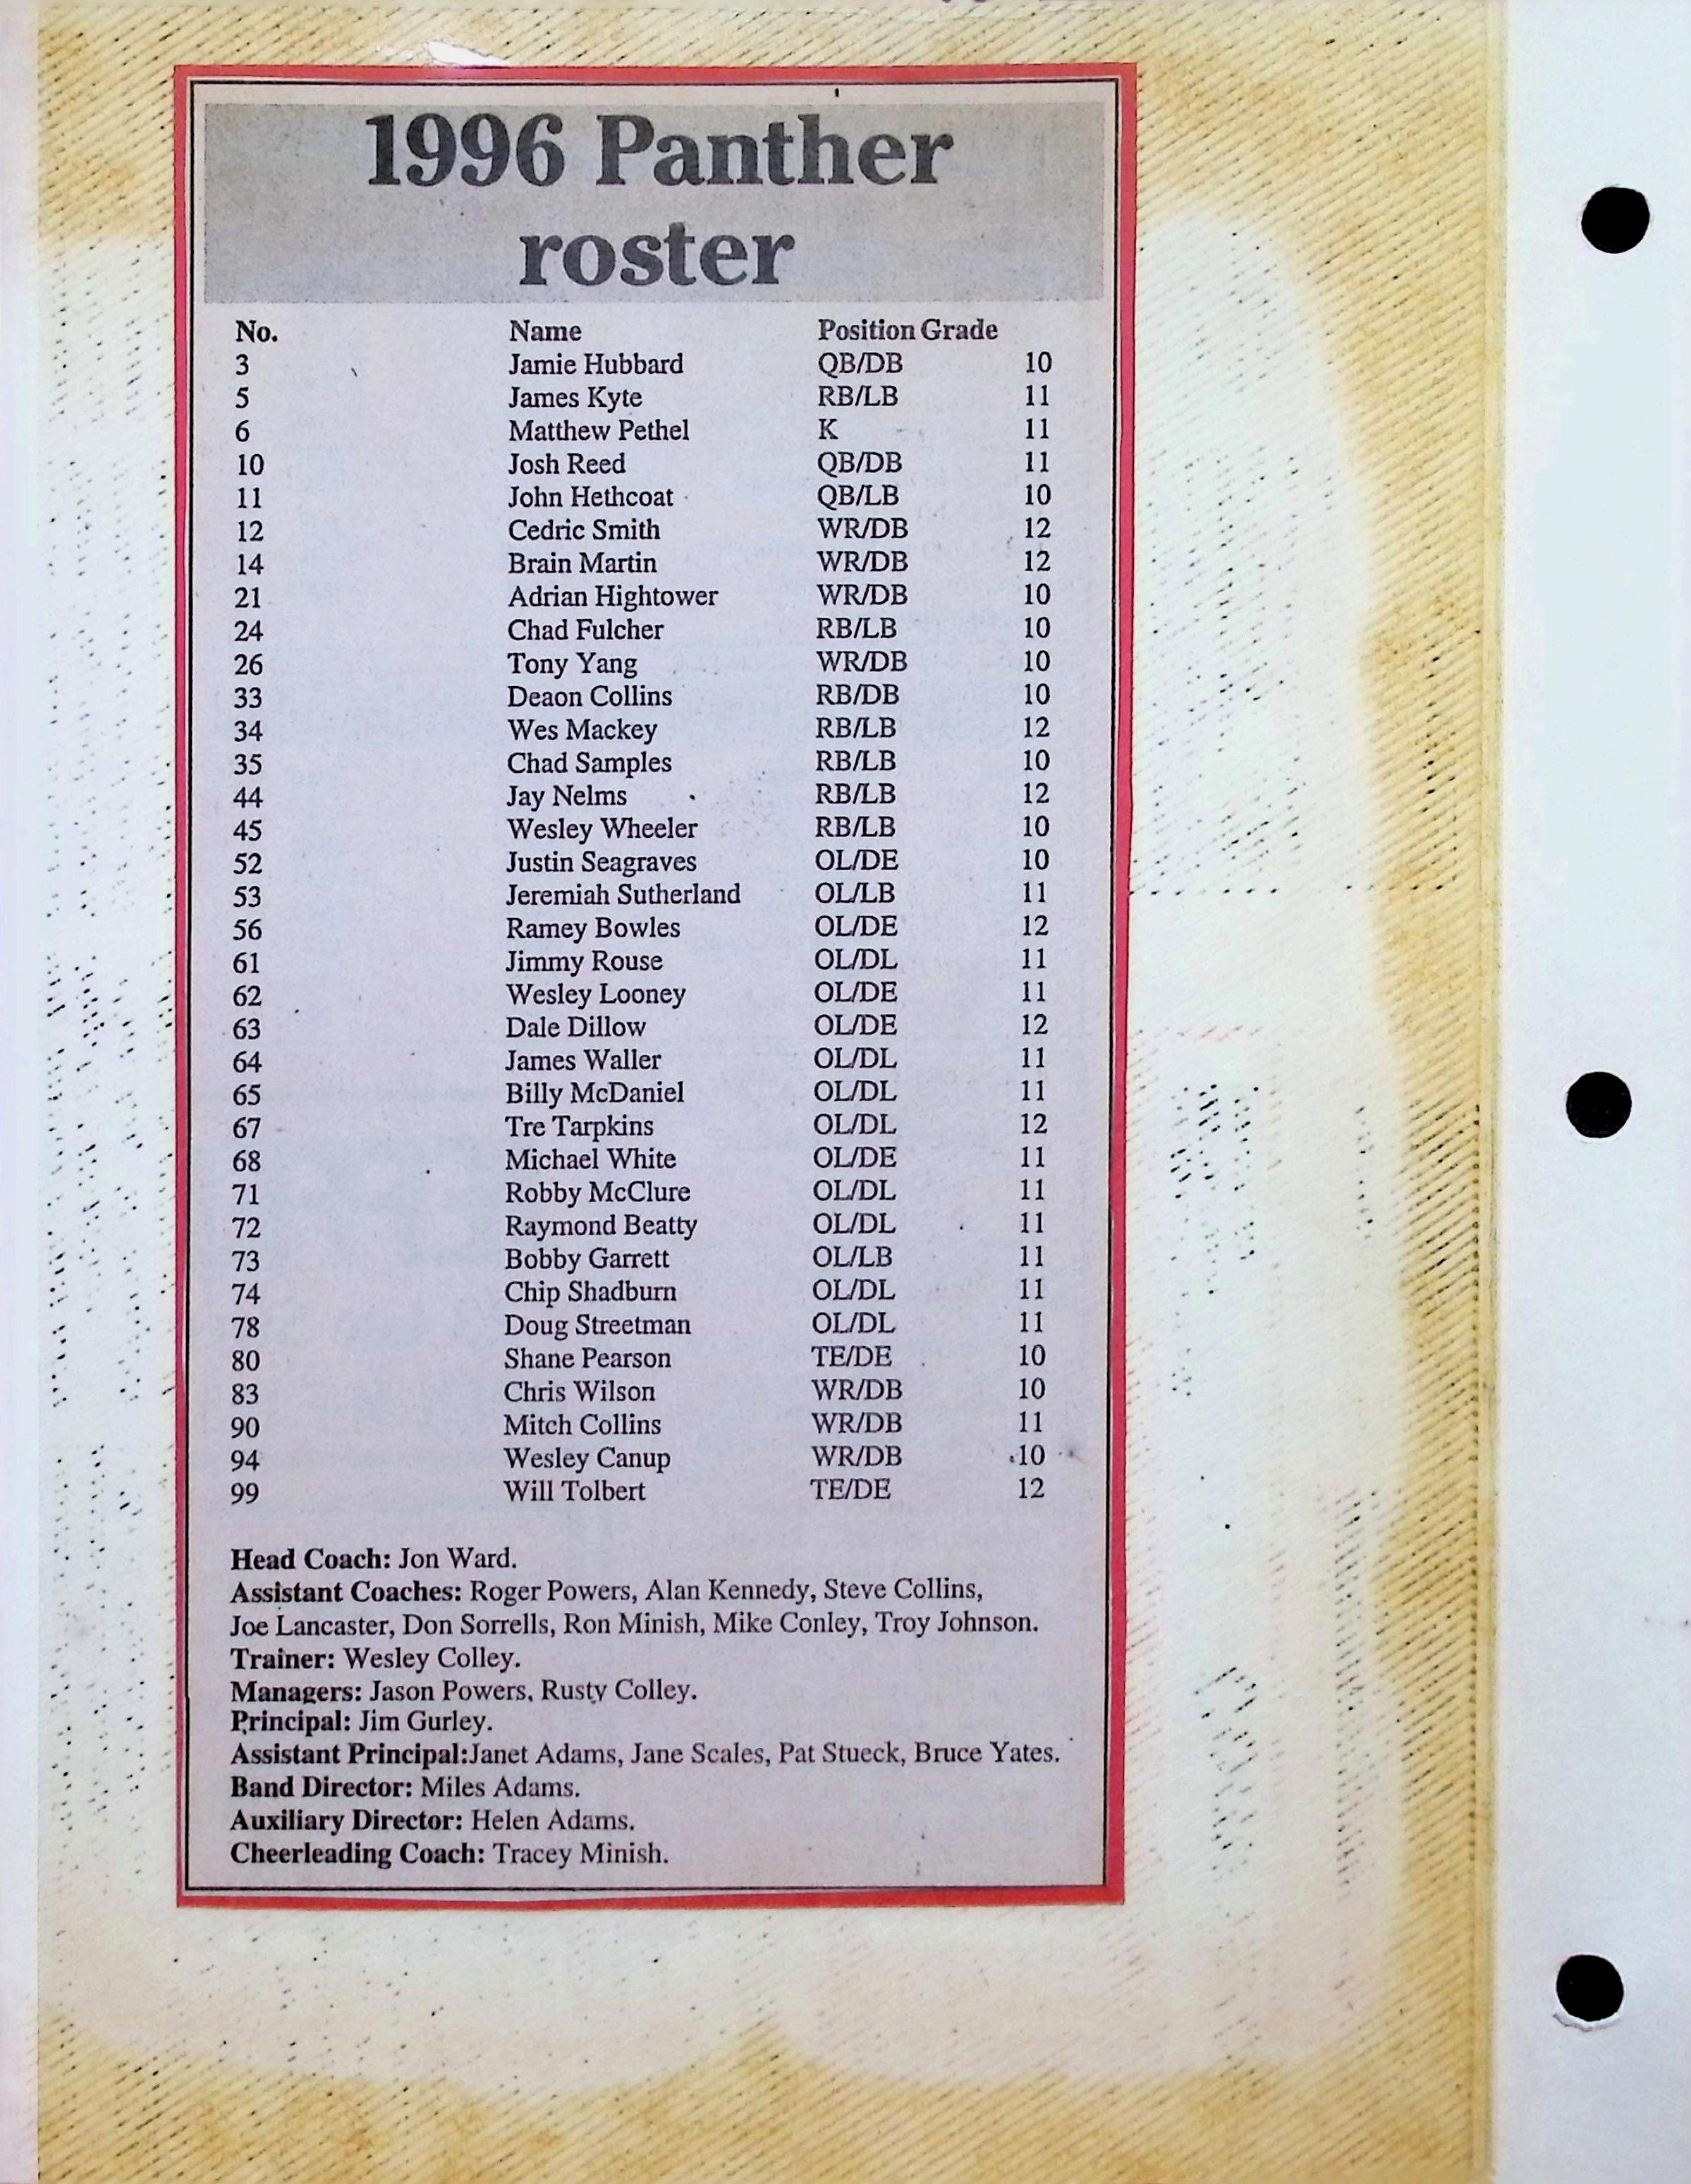 1996 Panther
roster
No. Name Position Grade
3 Jamie Hubbard QB/DB 10
5 James Kyte RB/LB 11
6 Matthew Pethel K 11
10 Josh Reed QB/DB 11
11 John Hethcoat QB/LB 10
12 Cedric Smith WR/DB 12
14 Brain Martin WR/DB 12
21 Adrian Hightower WR/DB 10
24 Chad Fulcher RB/LB 10
26 Tony Yang WR/DB 10
33 Deaon Collins RB/DB 10
34 Wes Mackey RB/LB 12
35 Chad Samples RB/LB 10
44 Jay Nelms RB/LB 12
45 Wesley Wheeler RB/LB 10
52 Justin Seagraves OL/DE 10
53 Jeremiah Sutherland OL/LB 11
56 Ramey Bowles OL/DE 12
61 Jimmy Rouse OL/DL 11
62 Wesley Looney OL/DE 11
63 Dale Dillow OL/DE 12
64 James Waller OL/DL 11
65 Billy McDaniel OL/DL 11
67 Tre Tarpkins OL/DL 12
68 Michael White OL/DE 11
71 Robby McClure OL/DL 11
72 Raymond Beatty OL/DL 11
73 Bobby Garrett OL/LB 11
74 Chip Shadburn OL/DL 11
78 Doug Streetman OL/DL 11
80 Shane Pearson TE/DE 10
83 Chris Wilson WR/DB 10
90 Mitch Collins WR/DB 11
94 Wesley Canup WR/DB 10
99 Will Tolbert TE/DE 12
Head Coach: Jon Ward.
Assistant Coaches: Roger Powers, Alan Kennedy, Steve Collins,
Joe Lancaster, Don Sorrells, Ron Minish, Mike Conley, Troy Johnson.
Trainer: Wesley Colley.
Managers: Jason Powers, Rusty Colley.
Principal: Jim Gurley.
Assistant Principal:Janet Adams, Jane Scales, Pat Stueck, Bruce Yates.
Band Director: Miles Adams.
Auxiliary Director: Helen Adams.
Cheerleading Coach: Tracey Minish.